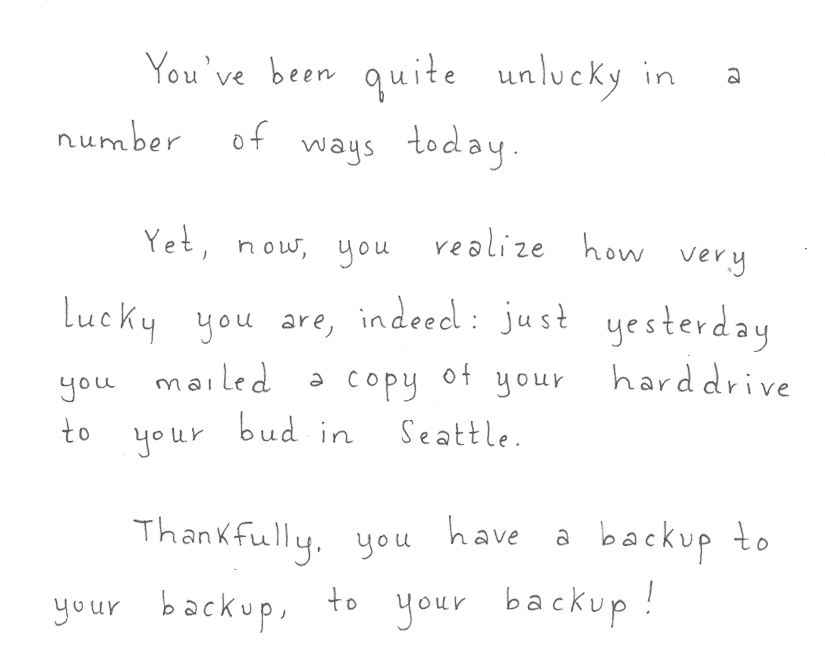 You've been quite unlucky in a
number of ways today.
Yet, now, you realize how very
lucky you are, indeed: just yesterday
you mailed a copy of your harddrive
to your bud in Seattle.
Thankfully, you have a backup to
your backup, to your backup!